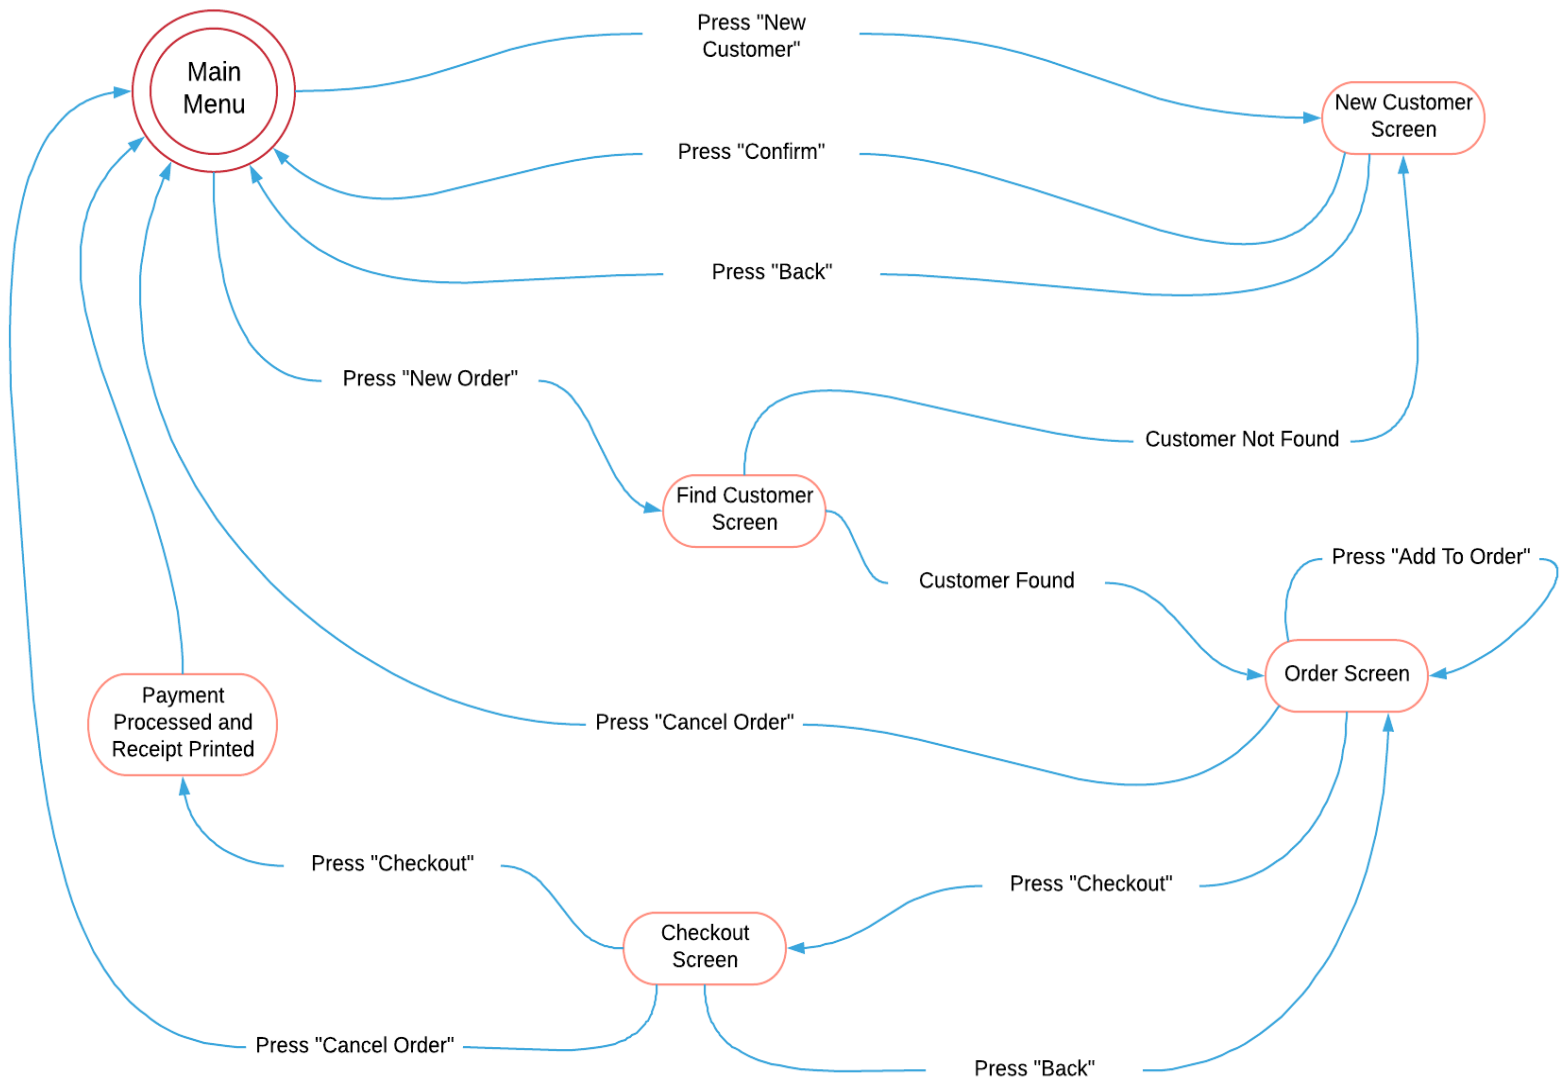 Main
Menu
Press "New
Customer"
New Customer
Screen
Press "Confirm"
Press "Back"
Press "New Order"
Customer Not Found
Find Customer
Screen
Customer Found
Press "Add To Order"
Order Screen
Payment
Processed and
Receipt Printed
Press "Cancel Order"
Press "Checkout"
Press "Checkout"
Checkout
Screen
Press "Cancel Order"
Press "Back"